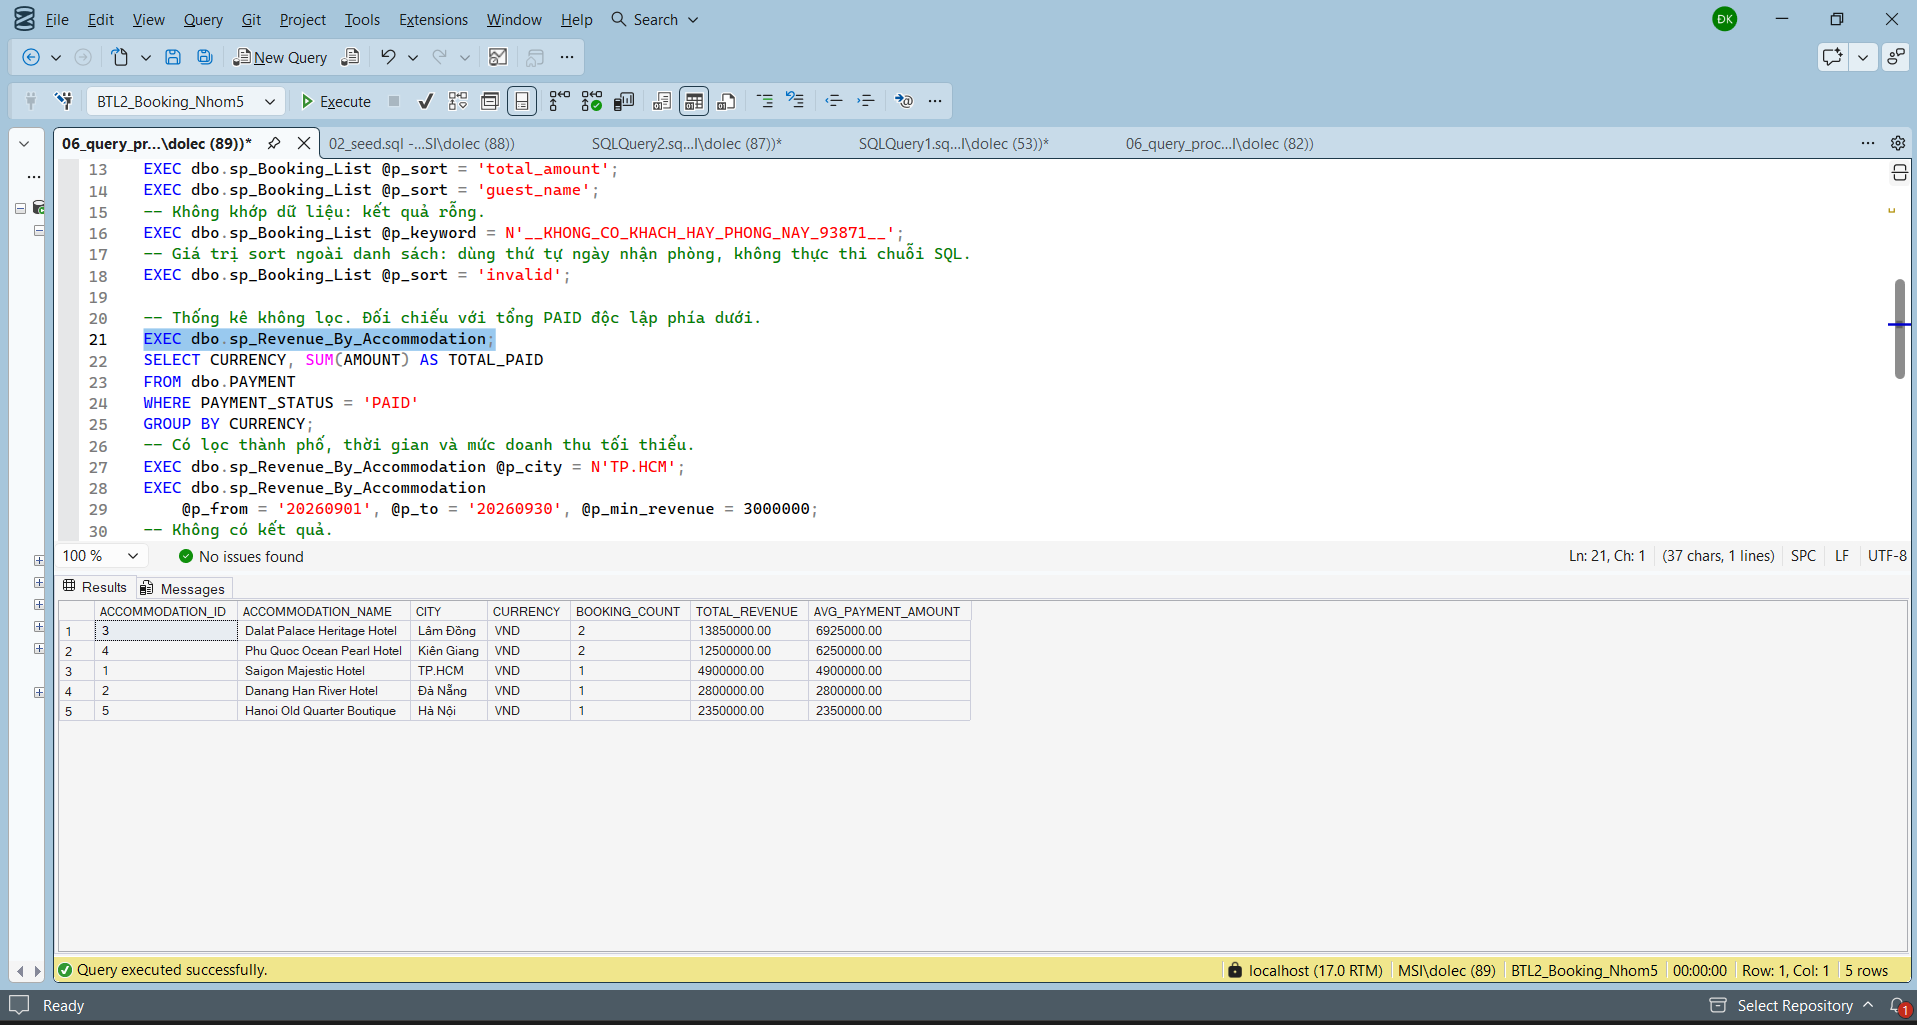 File Edit View Query Git Project Tools Extensions Window Help Search
ĐK
New Query
BTL2_Booking_Nhom5 Execute
06_query_pr...\dolec (89))* 02_seed.sql -...SI\dolec (88)) SQLQuery2.sq...I\dolec (87))* SQLQuery1.sq...I\dolec (53))* 06_query_proc...I\dolec (82))
13 EXEC dbo.sp_Booking_List @p_sort = 'total_amount';
14 EXEC dbo.sp_Booking_List @p_sort = 'guest_name';
15 -- Không khớp dữ liệu: kết quả rỗng.
16 EXEC dbo.sp_Booking_List @p_keyword = N'__KHONG_CO_KHACH_HAY_PHONG_NAY_93871__';
17 -- Giá trị sort ngoài danh sách: dùng thứ tự ngày nhận phòng, không thực thi chuỗi SQL.
18 EXEC dbo.sp_Booking_List @p_sort = 'invalid';
19
20 -- Thống kê không lọc. Đối chiếu với tổng PAID độc lập phía dưới.
21 EXEC dbo.sp_Revenue_By_Accommodation;
22 SELECT CURRENCY, SUM(AMOUNT) AS TOTAL_PAID
23 FROM dbo.PAYMENT
24 WHERE PAYMENT_STATUS = 'PAID'
25 GROUP BY CURRENCY;
26 -- Có lọc thành phố, thời gian và mức doanh thu tối thiểu.
27 EXEC dbo.sp_Revenue_By_Accommodation @p_city = N'TP.HCM';
28 EXEC dbo.sp_Revenue_By_Accommodation
29 @p_from = '20260901', @p_to = '20260930', @p_min_revenue = 3000000;
30 -- Không có kết quả.
100 % No issues found Ln: 21, Ch: 1 (37 chars, 1 lines) SPC LF UTF-8
Results Messages
ACCOMMODATION_ID ACCOMMODATION_NAME CITY CURRENCY BOOKING_COUNT TOTAL_REVENUE AVG_PAYMENT_AMOUNT
1 3 Dalat Palace Heritage Hotel Lâm Đồng VND 2 13850000.00 6925000.00
2 4 Phu Quoc Ocean Pearl Hotel Kiên Giang VND 2 12500000.00 6250000.00
3 1 Saigon Majestic Hotel TP.HCM VND 1 4900000.00 4900000.00
4 2 Danang Han River Hotel Đà Nẵng VND 1 2800000.00 2800000.00
5 5 Hanoi Old Quarter Boutique Hà Nội VND 1 2350000.00 2350000.00
Query executed successfully. localhost (17.0 RTM) MSI\dolec (89) BTL2_Booking_Nhom5 00:00:00 Row: 1, Col: 1 5 rows
Ready Select Repository 1